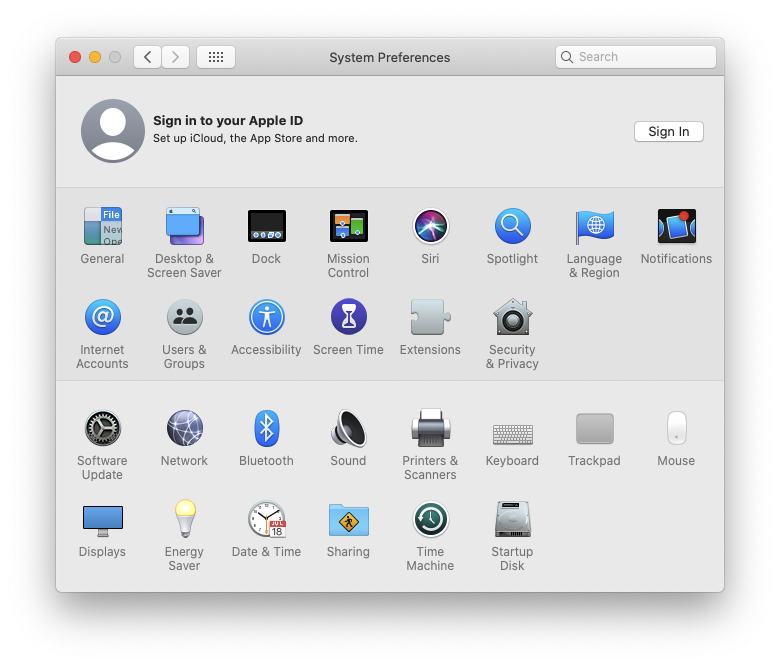 System Preferences
Search
Sign in to your Apple ID
Set up iCloud, the App Store and more.
Sign In
File
New
Ope
General
Desktop &
Screen Saver
Dock
Mission
Control
Siri
Spotlight
Language
& Region
Notifications
@
Internet
Accounts
Users &
Groups
Accessibility
Screen Time
Extensions
Security
& Privacy
Software
Update
Network
Bluetooth
Sound
Printers &
Scanners
Keyboard
Trackpad
Mouse
Displays
Energy
Saver
JUL
18
Date & Time
Sharing
Time
Machine
Startup
Disk